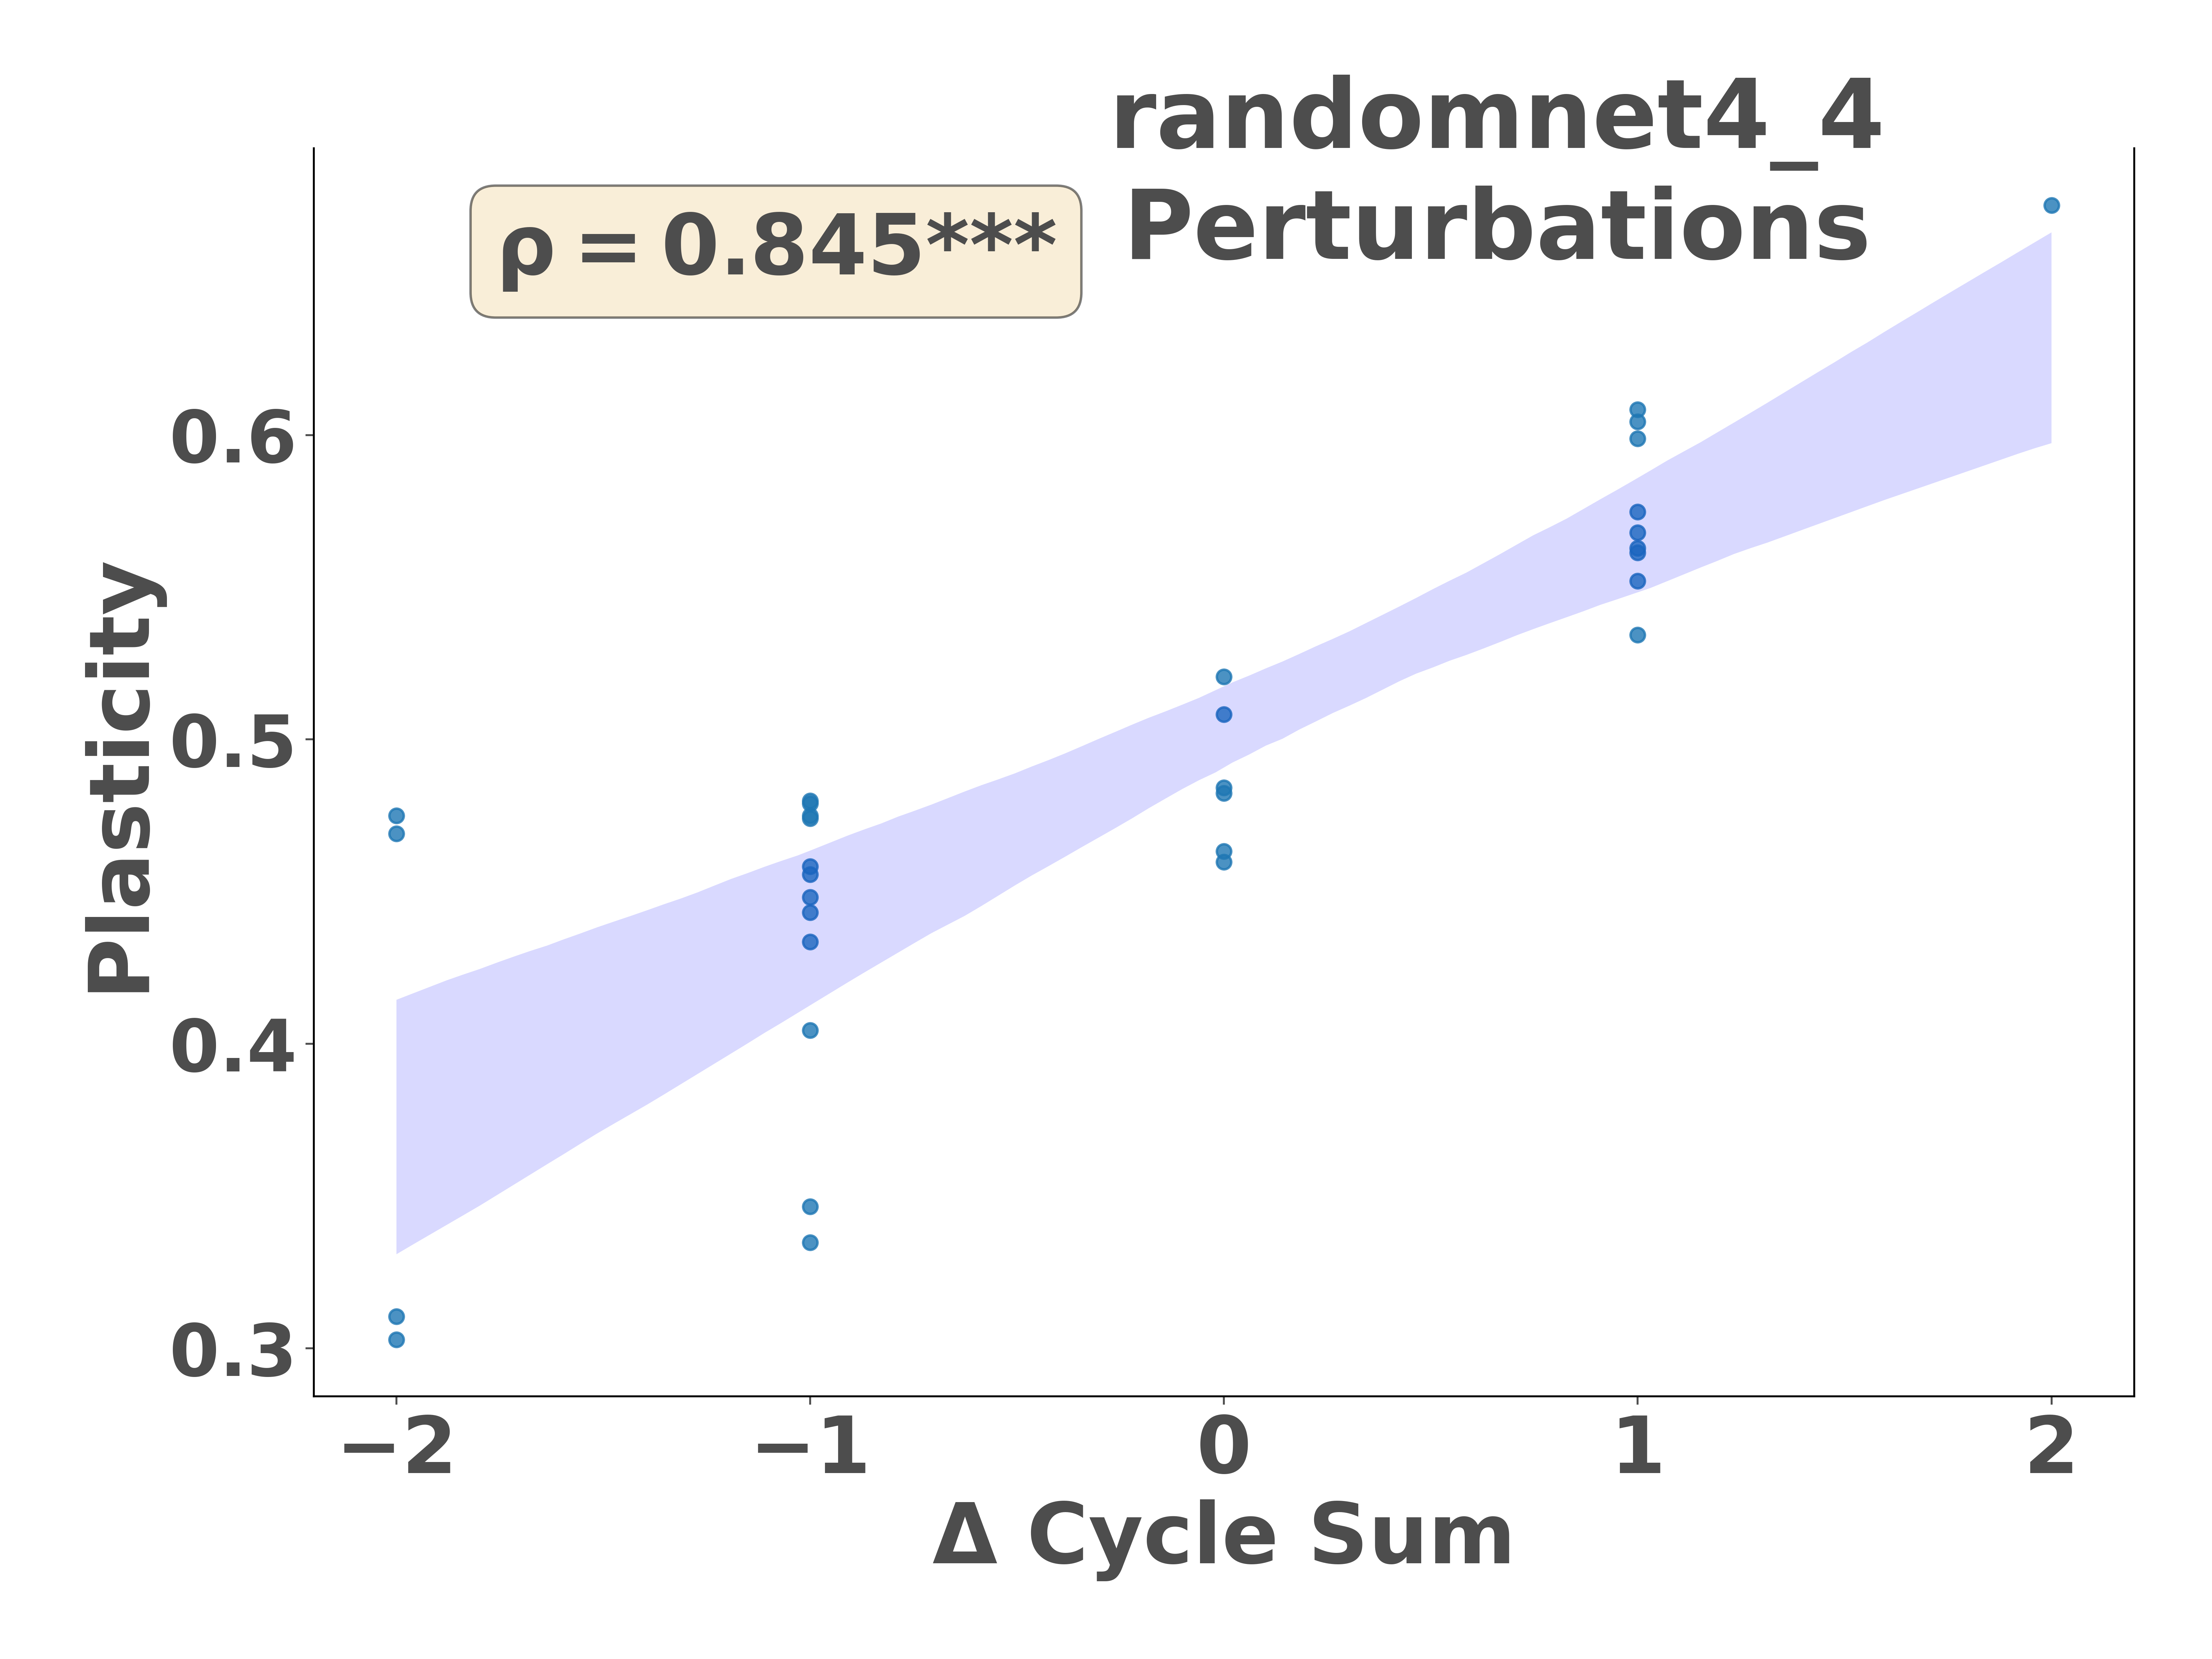 randomnet4_4
Perturbations
ρ = 0.845***
Plasticity
0.6
0.5
0.4
0.3
−2
−1
0
1
2
Δ Cycle Sum